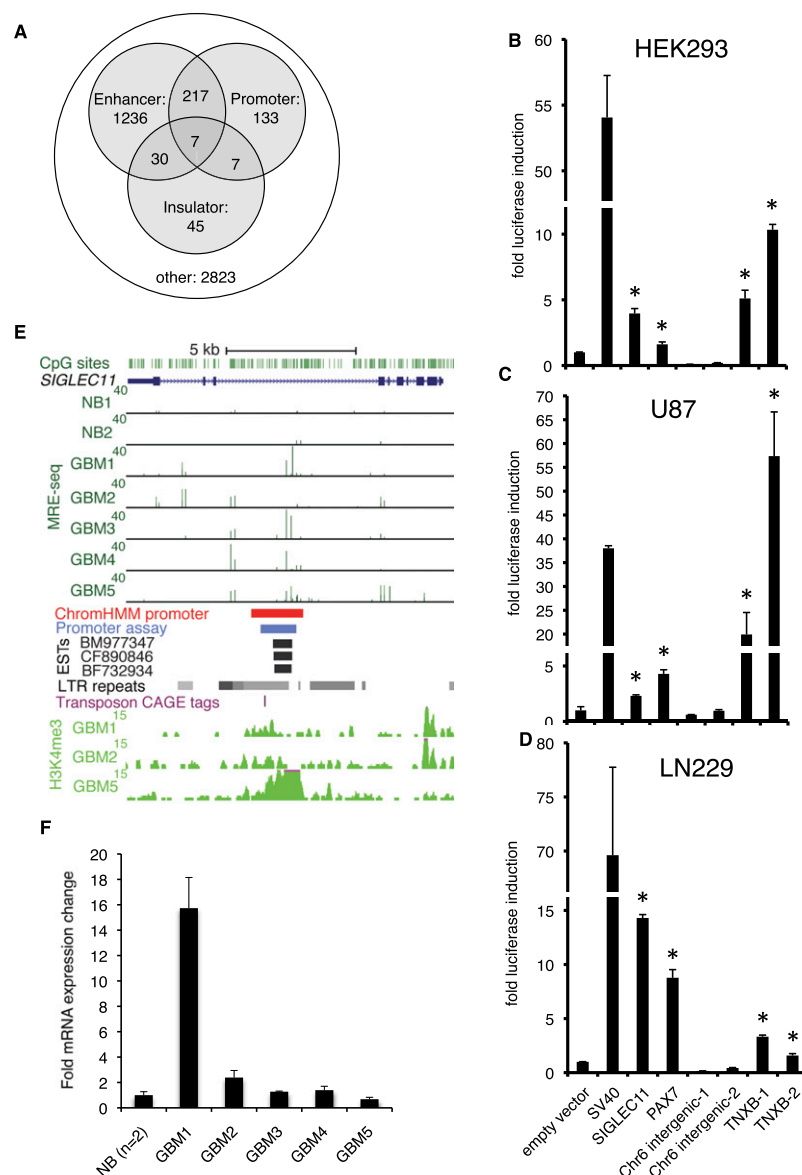 A
Enhancer:
1236
217
Promoter:
133
7
30
7
Insulator:
45
other: 2823
B
HEK293
fold luciferase induction
60
55
50
10
5
0
*
*
*
*
C
U87
fold luciferase induction
70
65
60
55
50
45
40
35
30
25
20
5
0
*
*
*
*
D
LN229
fold luciferase induction
80
75
70
15
10
5
0
*
*
*
*
empty vector
SV40
SIGLEC11
PAX7
Chr6 intergenic-1
Chr6 intergenic-2
TNXB-1
TNXB-2
E
5 kb
CpG sites
SIGLEC11
MRE-seq
40
NB1
40
NB2
40
GBM1
40
GBM2
40
GBM3
40
GBM4
40
GBM5
ChromHMM promoter
Promoter assay
ESTs
BM977347
CF890846
BF732934
LTR repeats
Transposon CAGE tags
H3K4me3
15
GBM1
15
GBM2
15
GBM5
F
Fold mRNA expression change
20
18
16
14
12
10
8
6
4
2
0
NB (n=2)
GBM1
GBM2
GBM3
GBM4
GBM5